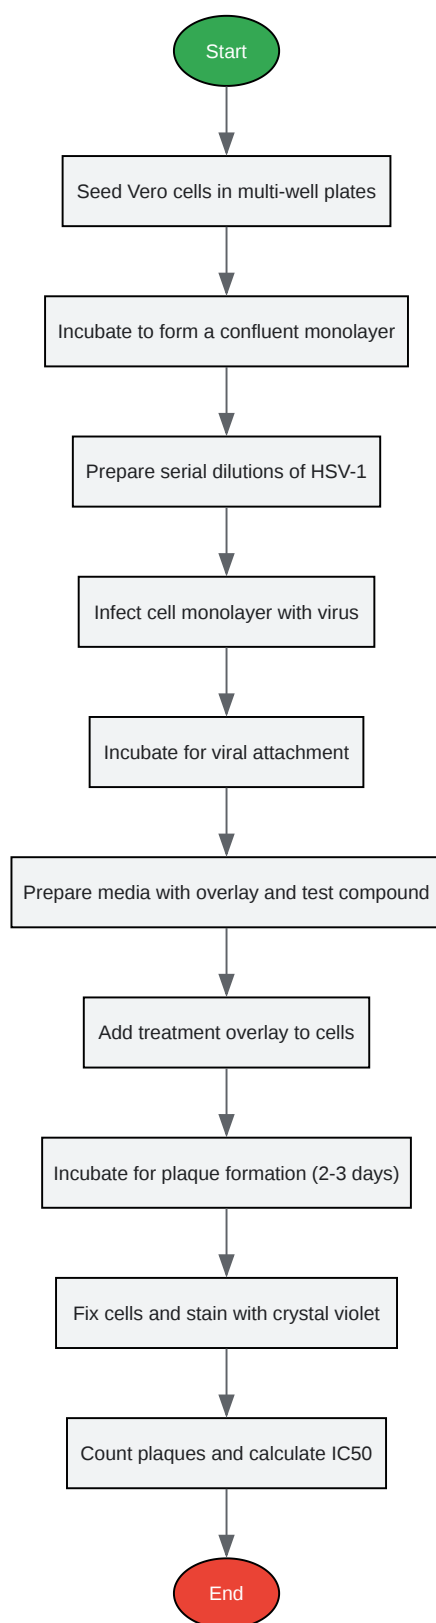 Start
Seed Vero cells in multi-well plates
Incubate to form a confluent monolayer
Prepare serial dilutions of HSV-1
Infect cell monolayer with virus
Incubate for viral attachment
Prepare media with overlay and test compound
Add treatment overlay to cells
Incubate for plaque formation (2-3 days)
Fix cells and stain with crystal violet
Count plaques and calculate IC50
End